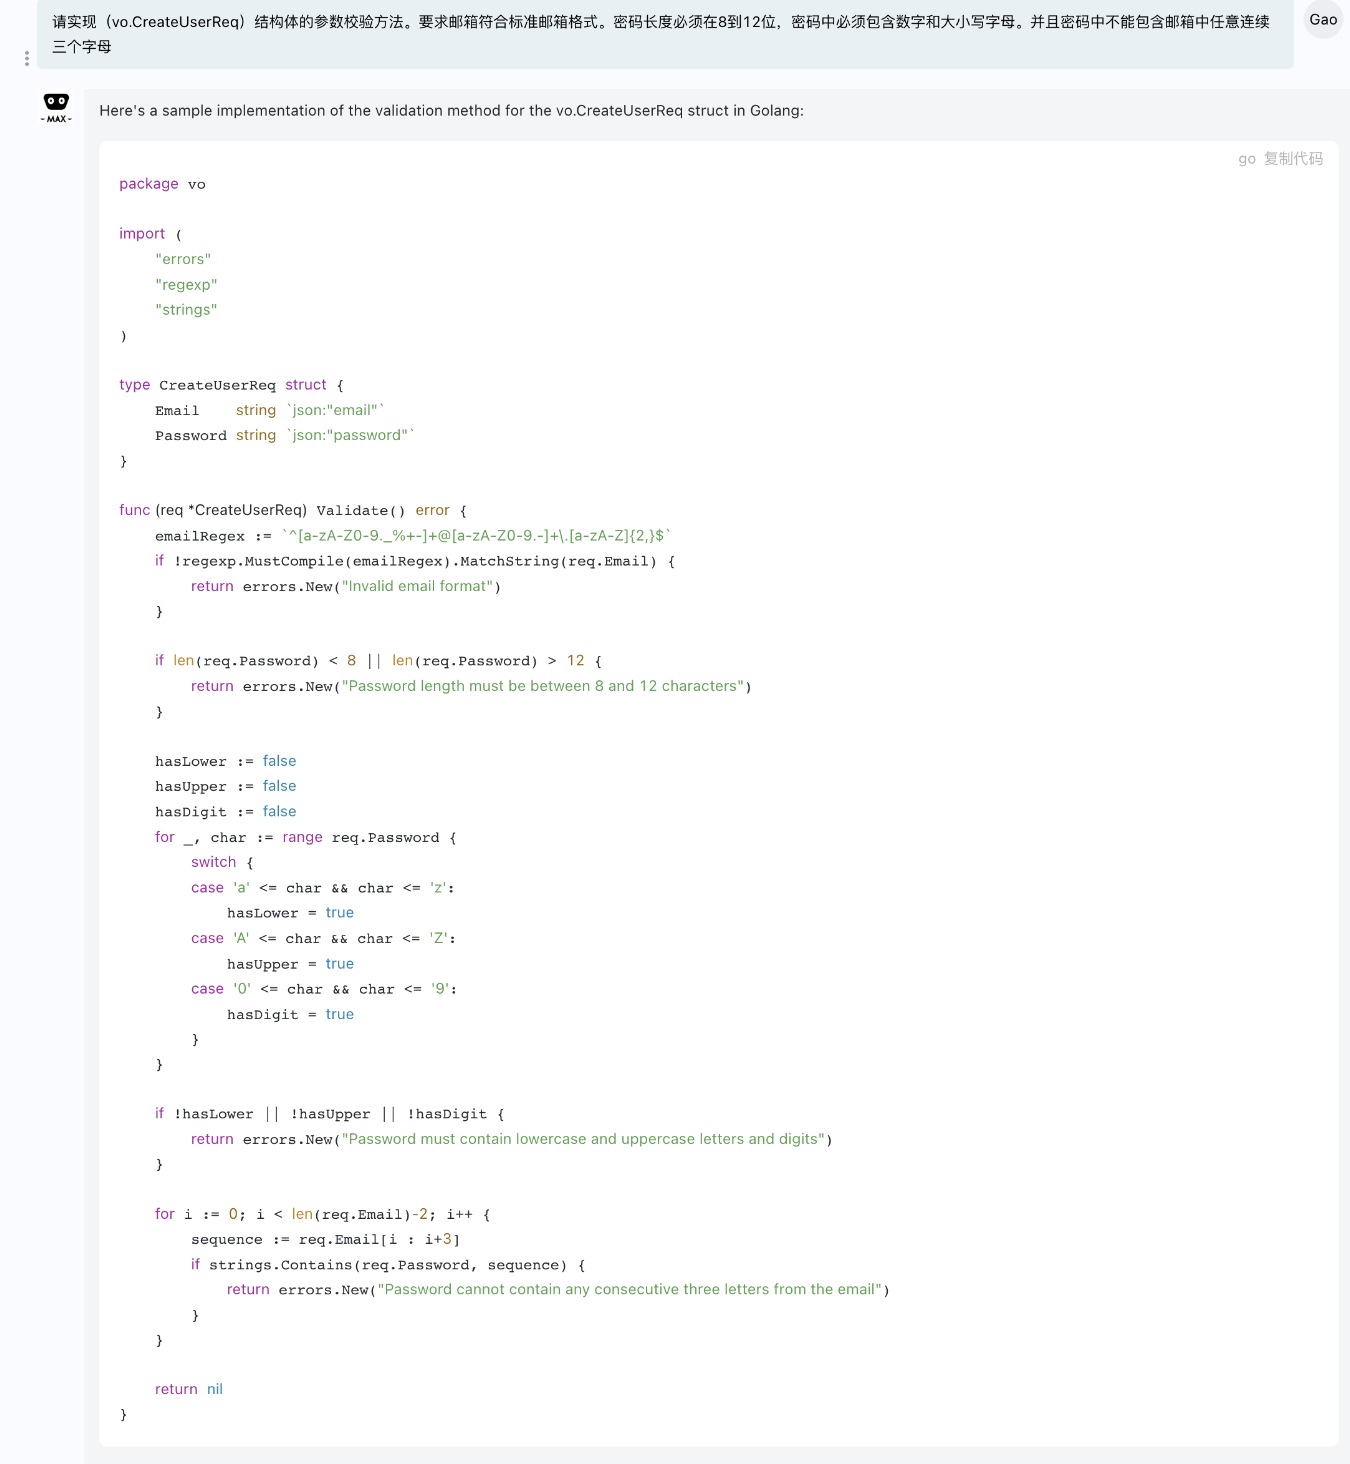 请实现（vo.CreateUserReq）结构体的参数校验方法。要求邮箱符合标准邮箱格式。密码长度必须在8到12位，密码中必须包含数字和大小写字母。并且密码中不能包含邮箱中任意连续
三个字母
Gao
- MAX -
Here's a sample implementation of the validation method for the vo.CreateUserReq struct in Golang:
go 复制代码
package vo
import (
    "errors"
    "regexp"
    "strings"
)
type CreateUserReq struct {
    Email    string `json:"email"`
    Password string `json:"password"`
}
func (req *CreateUserReq) Validate() error {
    emailRegex := `^[a-zA-Z0-9._%+-]+@[a-zA-Z0-9.-]+\.[a-zA-Z]{2,}$`
    if !regexp.MustCompile(emailRegex).MatchString(req.Email) {
        return errors.New("Invalid email format")
    }
    if len(req.Password) < 8 || len(req.Password) > 12 {
        return errors.New("Password length must be between 8 and 12 characters")
    }
    hasLower := false
    hasUpper := false
    hasDigit := false
    for _, char := range req.Password {
        switch {
        case 'a' <= char && char <= 'z':
            hasLower = true
        case 'A' <= char && char <= 'Z':
            hasUpper = true
        case '0' <= char && char <= '9':
            hasDigit = true
        }
    }
    if !hasLower || !hasUpper || !hasDigit {
        return errors.New("Password must contain lowercase and uppercase letters and digits")
    }
    for i := 0; i < len(req.Email)-2; i++ {
        sequence := req.Email[i : i+3]
        if strings.Contains(req.Password, sequence) {
            return errors.New("Password cannot contain any consecutive three letters from the email")
        }
    }
    return nil
}